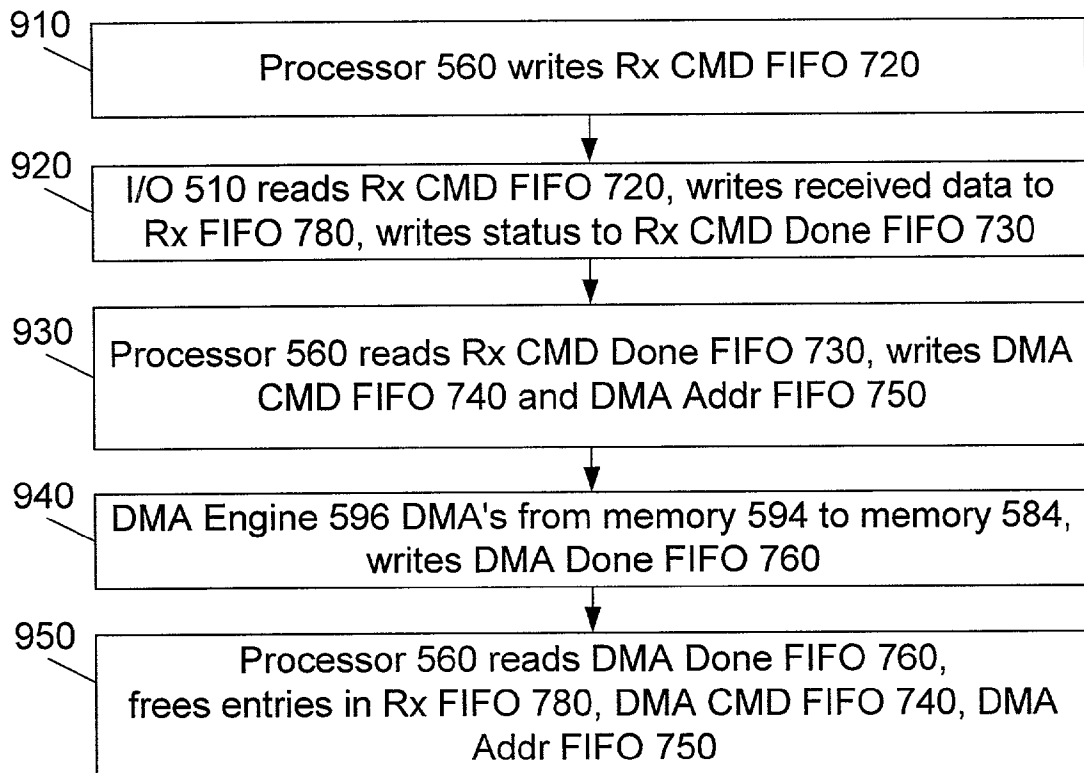 910
Processor 560 writes Rx CMD FIFO 720
920
I/O 510 reads Rx CMD FIFO 720, writes received data to
Rx FIFO 780, writes status to Rx CMD Done FIFO 730
930
Processor 560 reads Rx CMD Done FIFO 730, writes DMA
CMD FIFO 740 and DMA Addr FIFO 750
940
DMA Engine 596 DMA's from memory 594 to memory 584,
writes DMA Done FIFO 760
950
Processor 560 reads DMA Done FIFO 760,
frees entries in Rx FIFO 780, DMA CMD FIFO 740, DMA
Addr FIFO 750